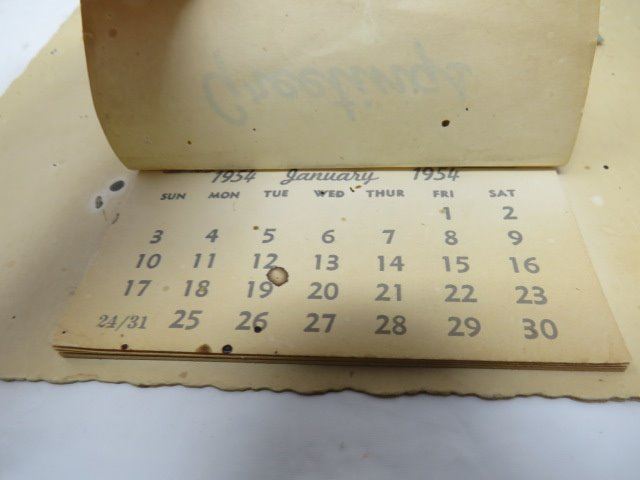 Greetings
1954 January 1954
SUN MON TUE WED THUR FRI SAT
1 2
3 4 5 6 7 8 9
10 11 12 13 14 15 16
17 18 19 20 21 22 23
24/31 25 26 27 28 29 30